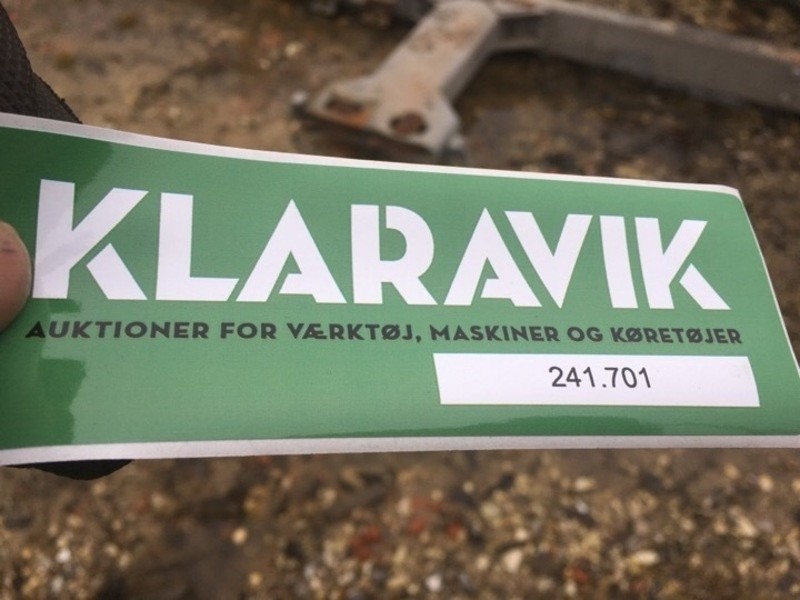 KLARAVIK
AUKTIONER FOR VÆRKTØJ, MASKINER OG KØRETØJER
241.701